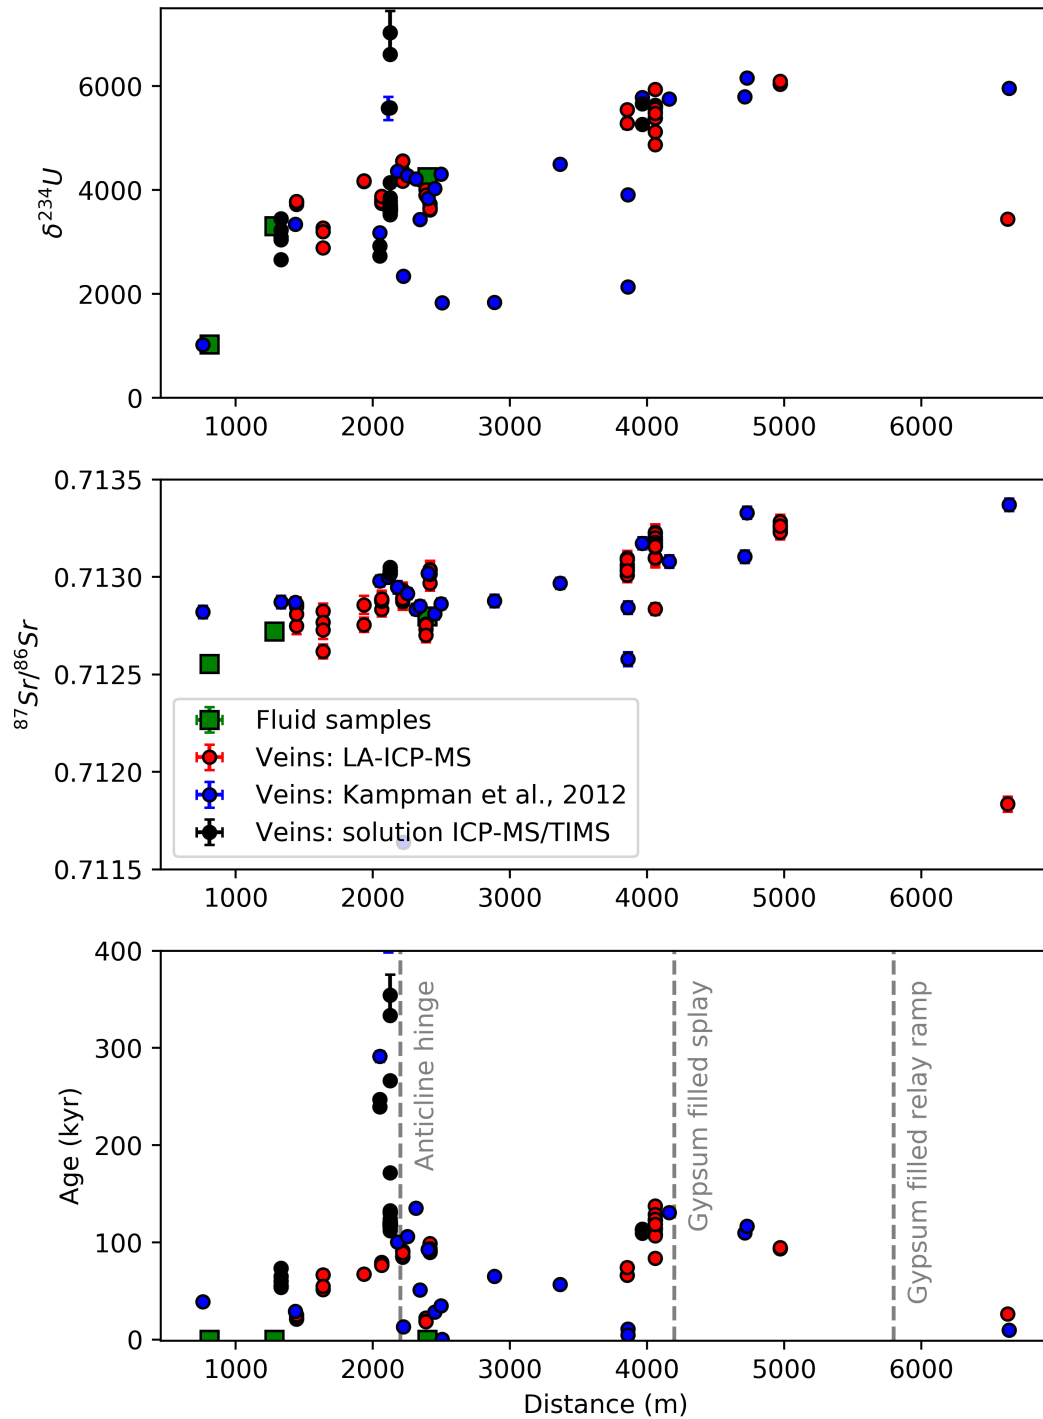 δ²³⁴U
6000
4000
2000
0
1000 2000 3000 4000 5000 6000
⁸⁷Sr/⁸⁶Sr
0.7135
0.7130
0.7125
0.7120
0.7115
Fluid samples
Veins: LA-ICP-MS
Veins: Kampman et al., 2012
Veins: solution ICP-MS/TIMS
1000 2000 3000 4000 5000 6000
Age (kyr)
400
300
200
100
0
Anticline hinge
Gypsum filled splay
Gypsum filled relay ramp
1000 2000 3000 4000 5000 6000
Distance (m)